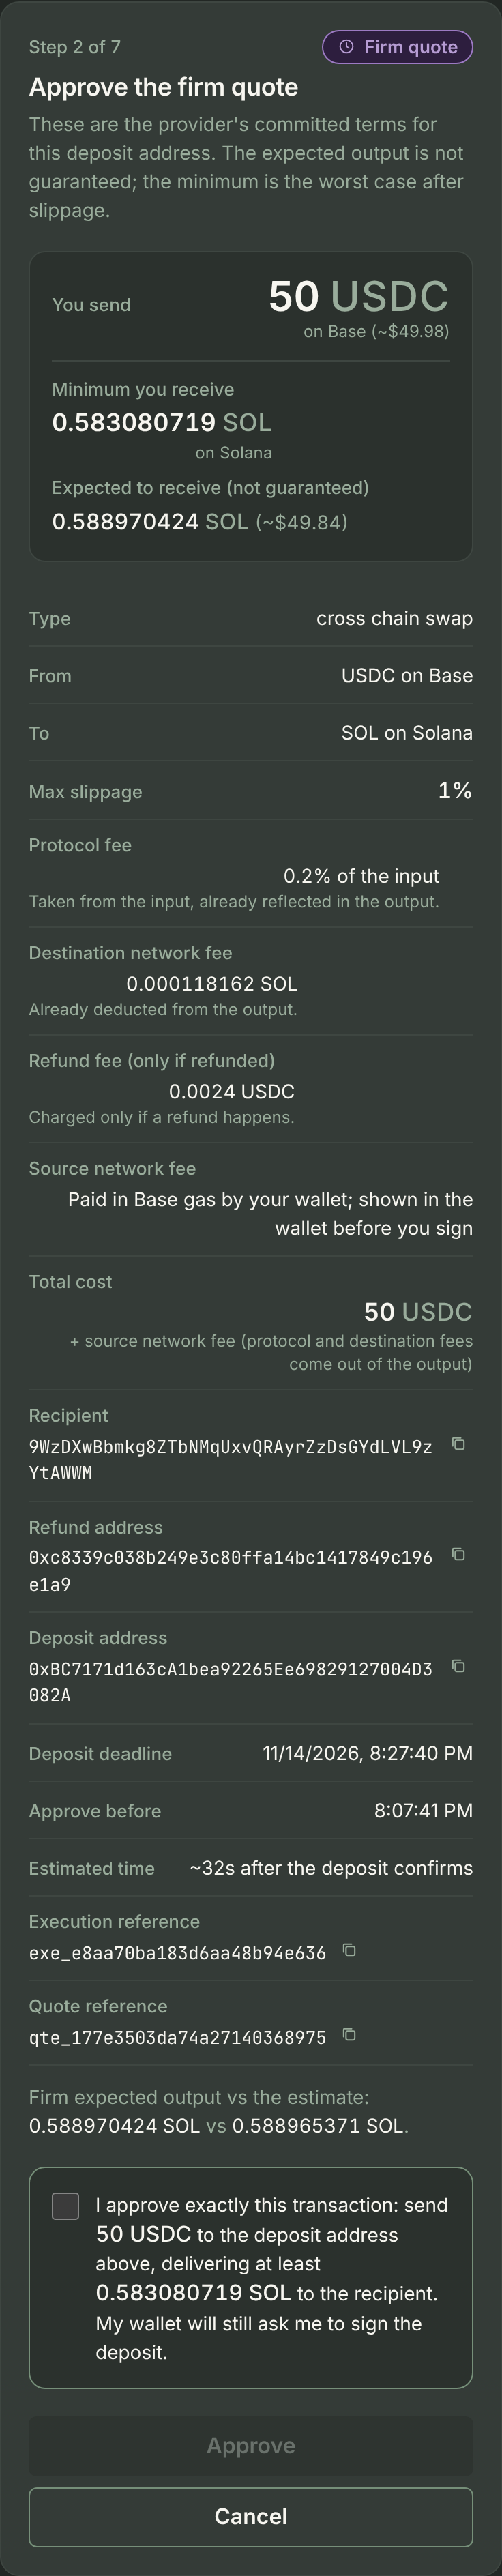 Step 2 of 7
Firm quote
Approve the firm quote
These are the provider's committed terms for
this deposit address. The expected output is not
guaranteed; the minimum is the worst case after
slippage.
You send
50 USDC
on Base (~$49.98)
Minimum you receive
0.583080719 SOL
on Solana
Expected to receive (not guaranteed)
0.588970424 SOL (~$49.84)
Type
cross chain swap
From
USDC on Base
To
SOL on Solana
Max slippage
1%
Protocol fee
0.2% of the input
Taken from the input, already reflected in the output.
Destination network fee
0.000118162 SOL
Already deducted from the output.
Refund fee (only if refunded)
0.0024 USDC
Charged only if a refund happens.
Source network fee
Paid in Base gas by your wallet; shown in the
wallet before you sign
Total cost
50 USDC
+ source network fee (protocol and destination fees
come out of the output)
Recipient
9WzDXwBbmkg8ZTbNMqUxvQRAyrZzDsGYdLVL9z
YtAWWM
Refund address
0xc8339c038b249e3c80ffa14bc1417849c196
e1a9
Deposit address
0xBC7171d163cA1bea92265Ee69829127004D3
082A
Deposit deadline
11/14/2026, 8:27:40 PM
Approve before
8:07:41 PM
Estimated time
~32s after the deposit confirms
Execution reference
exe_e8aa70ba183d6aa48b94e636
Quote reference
qte_177e3503da74a27140368975
Firm expected output vs the estimate:
0.588970424 SOL vs 0.588965371 SOL.
I approve exactly this transaction: send
50 USDC to the deposit address
above, delivering at least
0.583080719 SOL to the recipient.
My wallet will still ask me to sign the
deposit.
Approve
Cancel